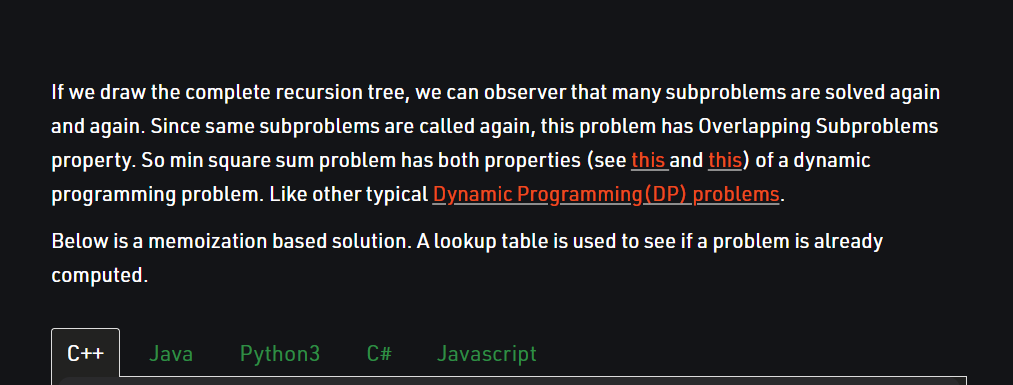 If we draw the complete recursion tree, we can observer that many subproblems are solved again
and again. Since same subproblems are called again, this problem has Overlapping Subproblems
property. So min square sum problem has both properties (see this and this) of a dynamic
programming problem. Like other typical Dynamic Programming(DP) problems.
Below is a memoization based solution. A lookup table is used to see if a problem is already
computed.
C++ Java Python3 C# Javascript